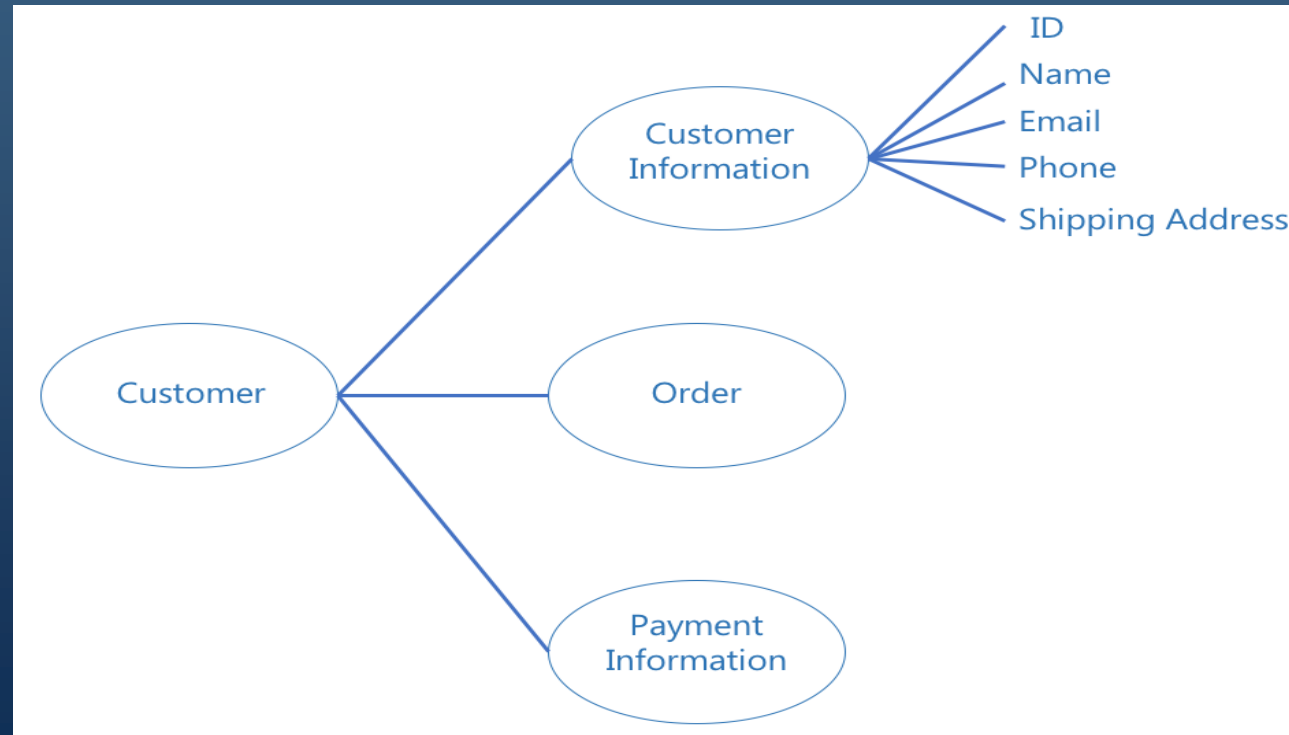 ID
Name
Email
Phone
Shipping Address
Customer
Information
Customer
Order
Payment
Information